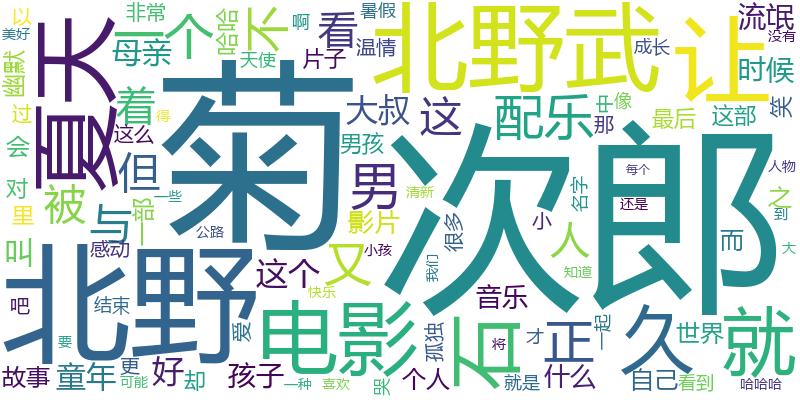 以
美好
非常
一个
哈哈
不
啊
暑假
看
温情
北野武
让
成长
流氓
没有
幽默
夏天
母亲
天使
片子
时候
过
着
这么
菊次郎
大叔
这
配乐
中
像
那
最后
这部
笑
得
会
但
男孩
对
被
与
一部
一些
男
清新
名字
每个
人物
里
影片
很多
小
人
还是
之
叫
感动
公路
小孩
我们
而
到
大
北野
这个
又
知道
吧
结束
爱
快乐
电影
音乐
石
正
久
就
要
孤独
将
才
一起
世界
故事
童年
更
好
却
孩子
可能
一种
喜欢
哭
个人
就是
什么
自己
看到
哈哈哈